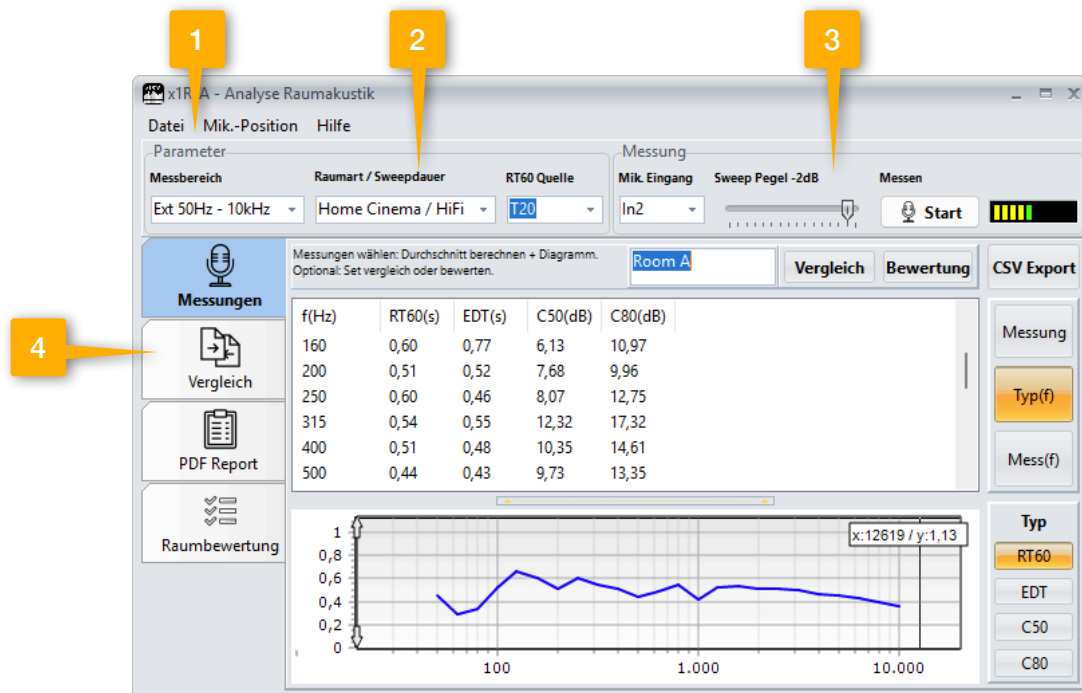 1
2
3
x1RTA - Analyse Raumakustik
Datei Mik.-Position Hilfe
Parameter
Messung
Messbereich Raumart / Sweepdauer RT60 Quelle Mik. Eingang Sweep Pegel -2dB Messen
Ext 50Hz - 10kHz Home Cinema / HiFi T20 In2 Start
Messungen
Messungen wählen: Durchschnitt berechnen + Diagramm.
Optional: Set vergleich oder bewerten.
Room A
Vergleich Bewertung CSV Export
f(Hz) RT60(s) EDT(s) C50(dB) C80(dB)
160 0,60 0,77 6,13 10,97
200 0,51 0,52 7,68 9,96
250 0,60 0,46 8,07 12,75
315 0,54 0,55 12,32 17,32
400 0,51 0,48 10,35 14,61
500 0,44 0,43 9,73 13,35
4
Vergleich
PDF Report
Raumbewertung
Messung
Typ(f)
Mess(f)
x:12619 / y:1,13
1
0,8
0,6
0,4
0,2
0
100 1.000 10.000
Typ
RT60
EDT
C50
C80